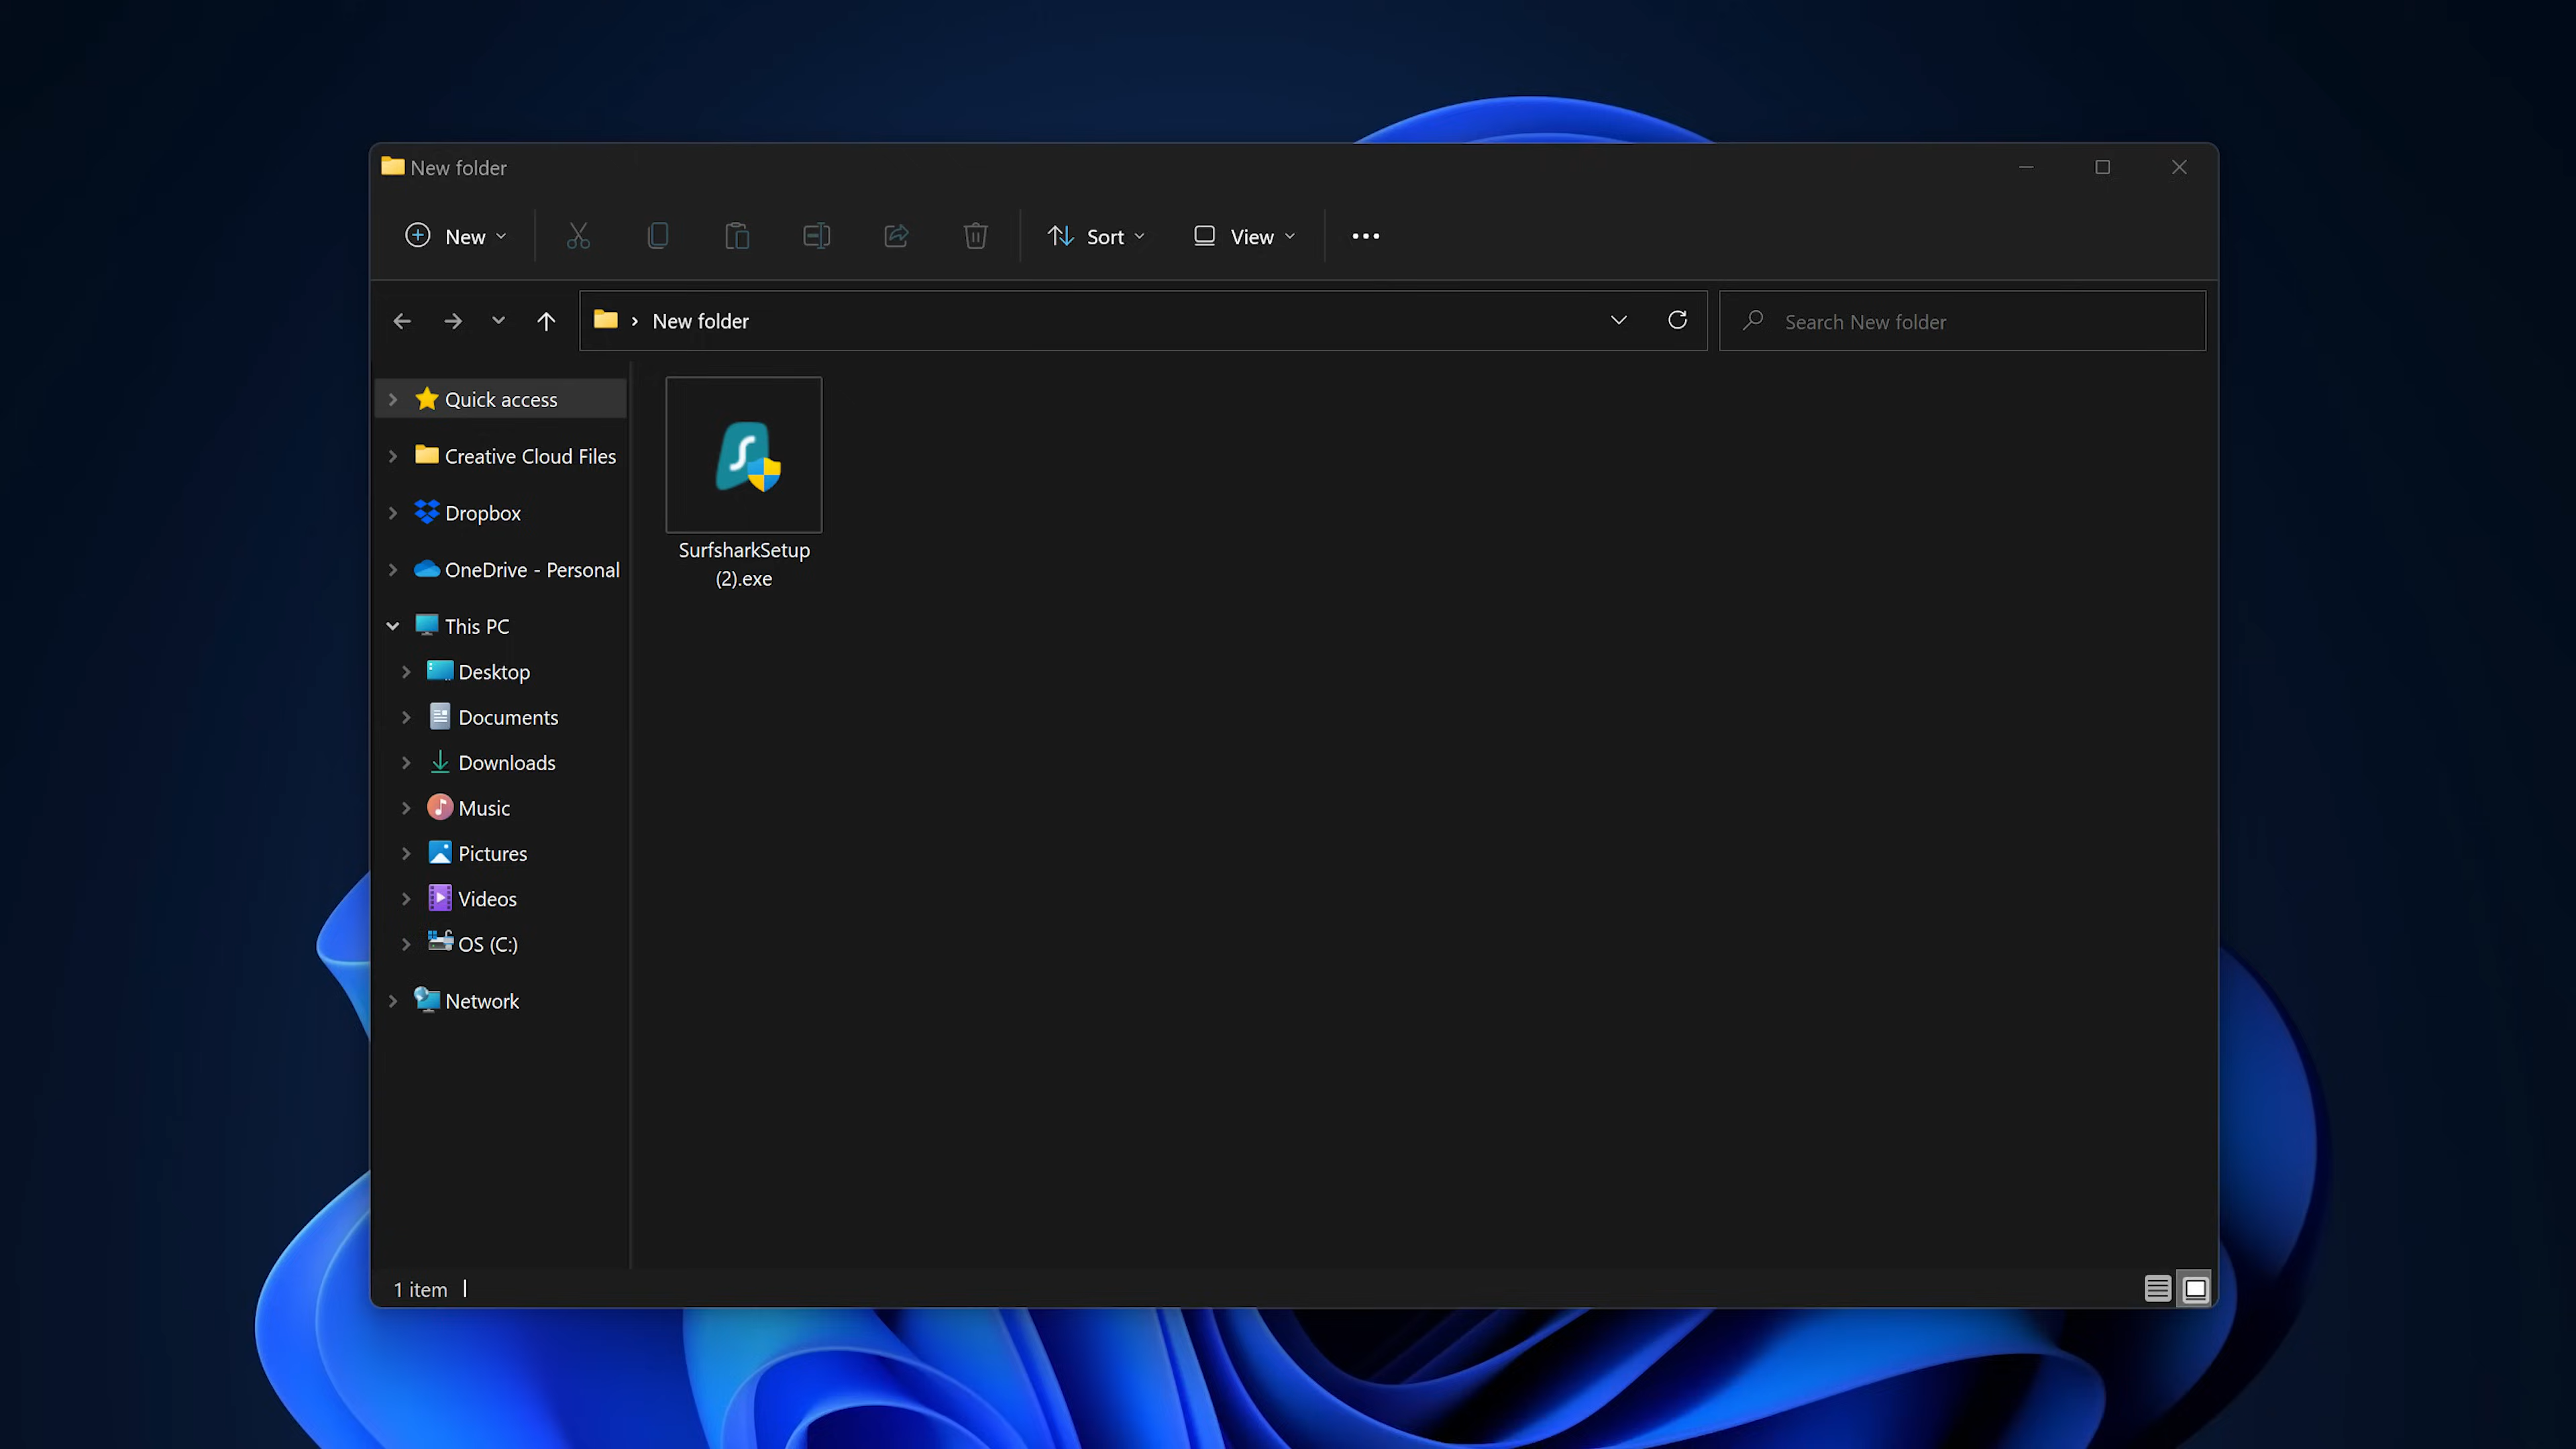 New folder
New
Sort
View
New folder
Search New folder
Quick access
Creative Cloud Files
Dropbox
OneDrive - Personal
This PC
Desktop
Documents
Downloads
Music
Pictures
Videos
OS (C:)
Network
SurfsharkSetup
(2).exe
1 item